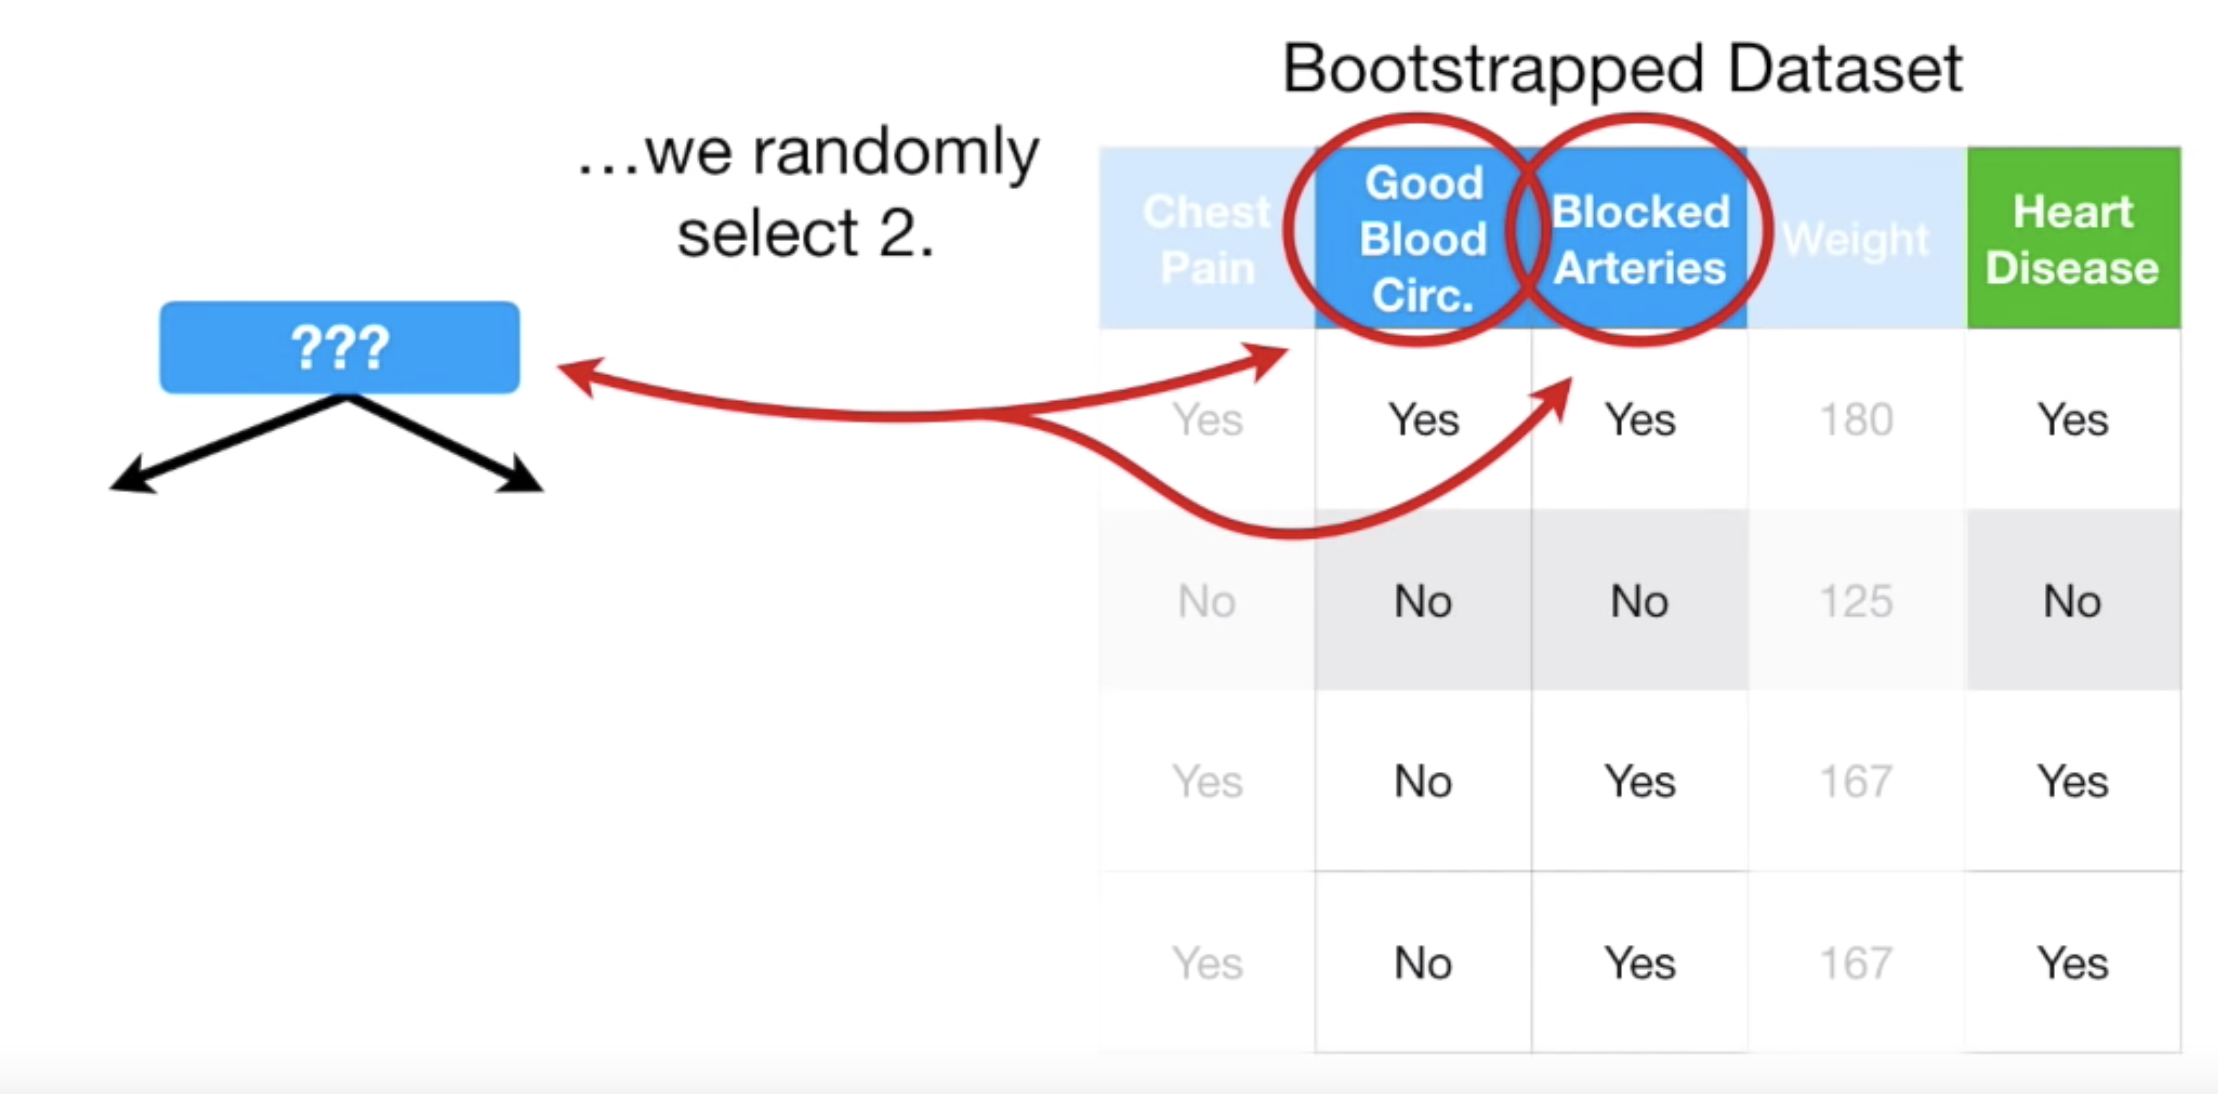 Bootstrapped Dataset
…we randomly
select 2.
???
Chest
Pain
Good
Blood
Circ.
Blocked
Arteries
Weight
Heart
Disease
Yes Yes Yes 180 Yes
No No No 125 No
Yes No Yes 167 Yes
Yes No Yes 167 Yes